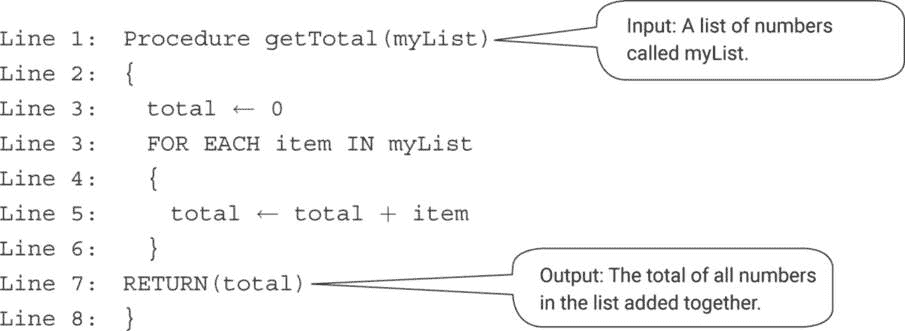 Line 1: Procedure getTotal(myList)
Input: A list of numbers
called myList.
Line 2: {
Line 3: total ← 0
Line 3: FOR EACH item IN myList
Line 4: {
Line 5: total ← total + item
Line 6: }
Line 7: RETURN(total)
Output: The total of all numbers
in the list added together.
Line 8: }